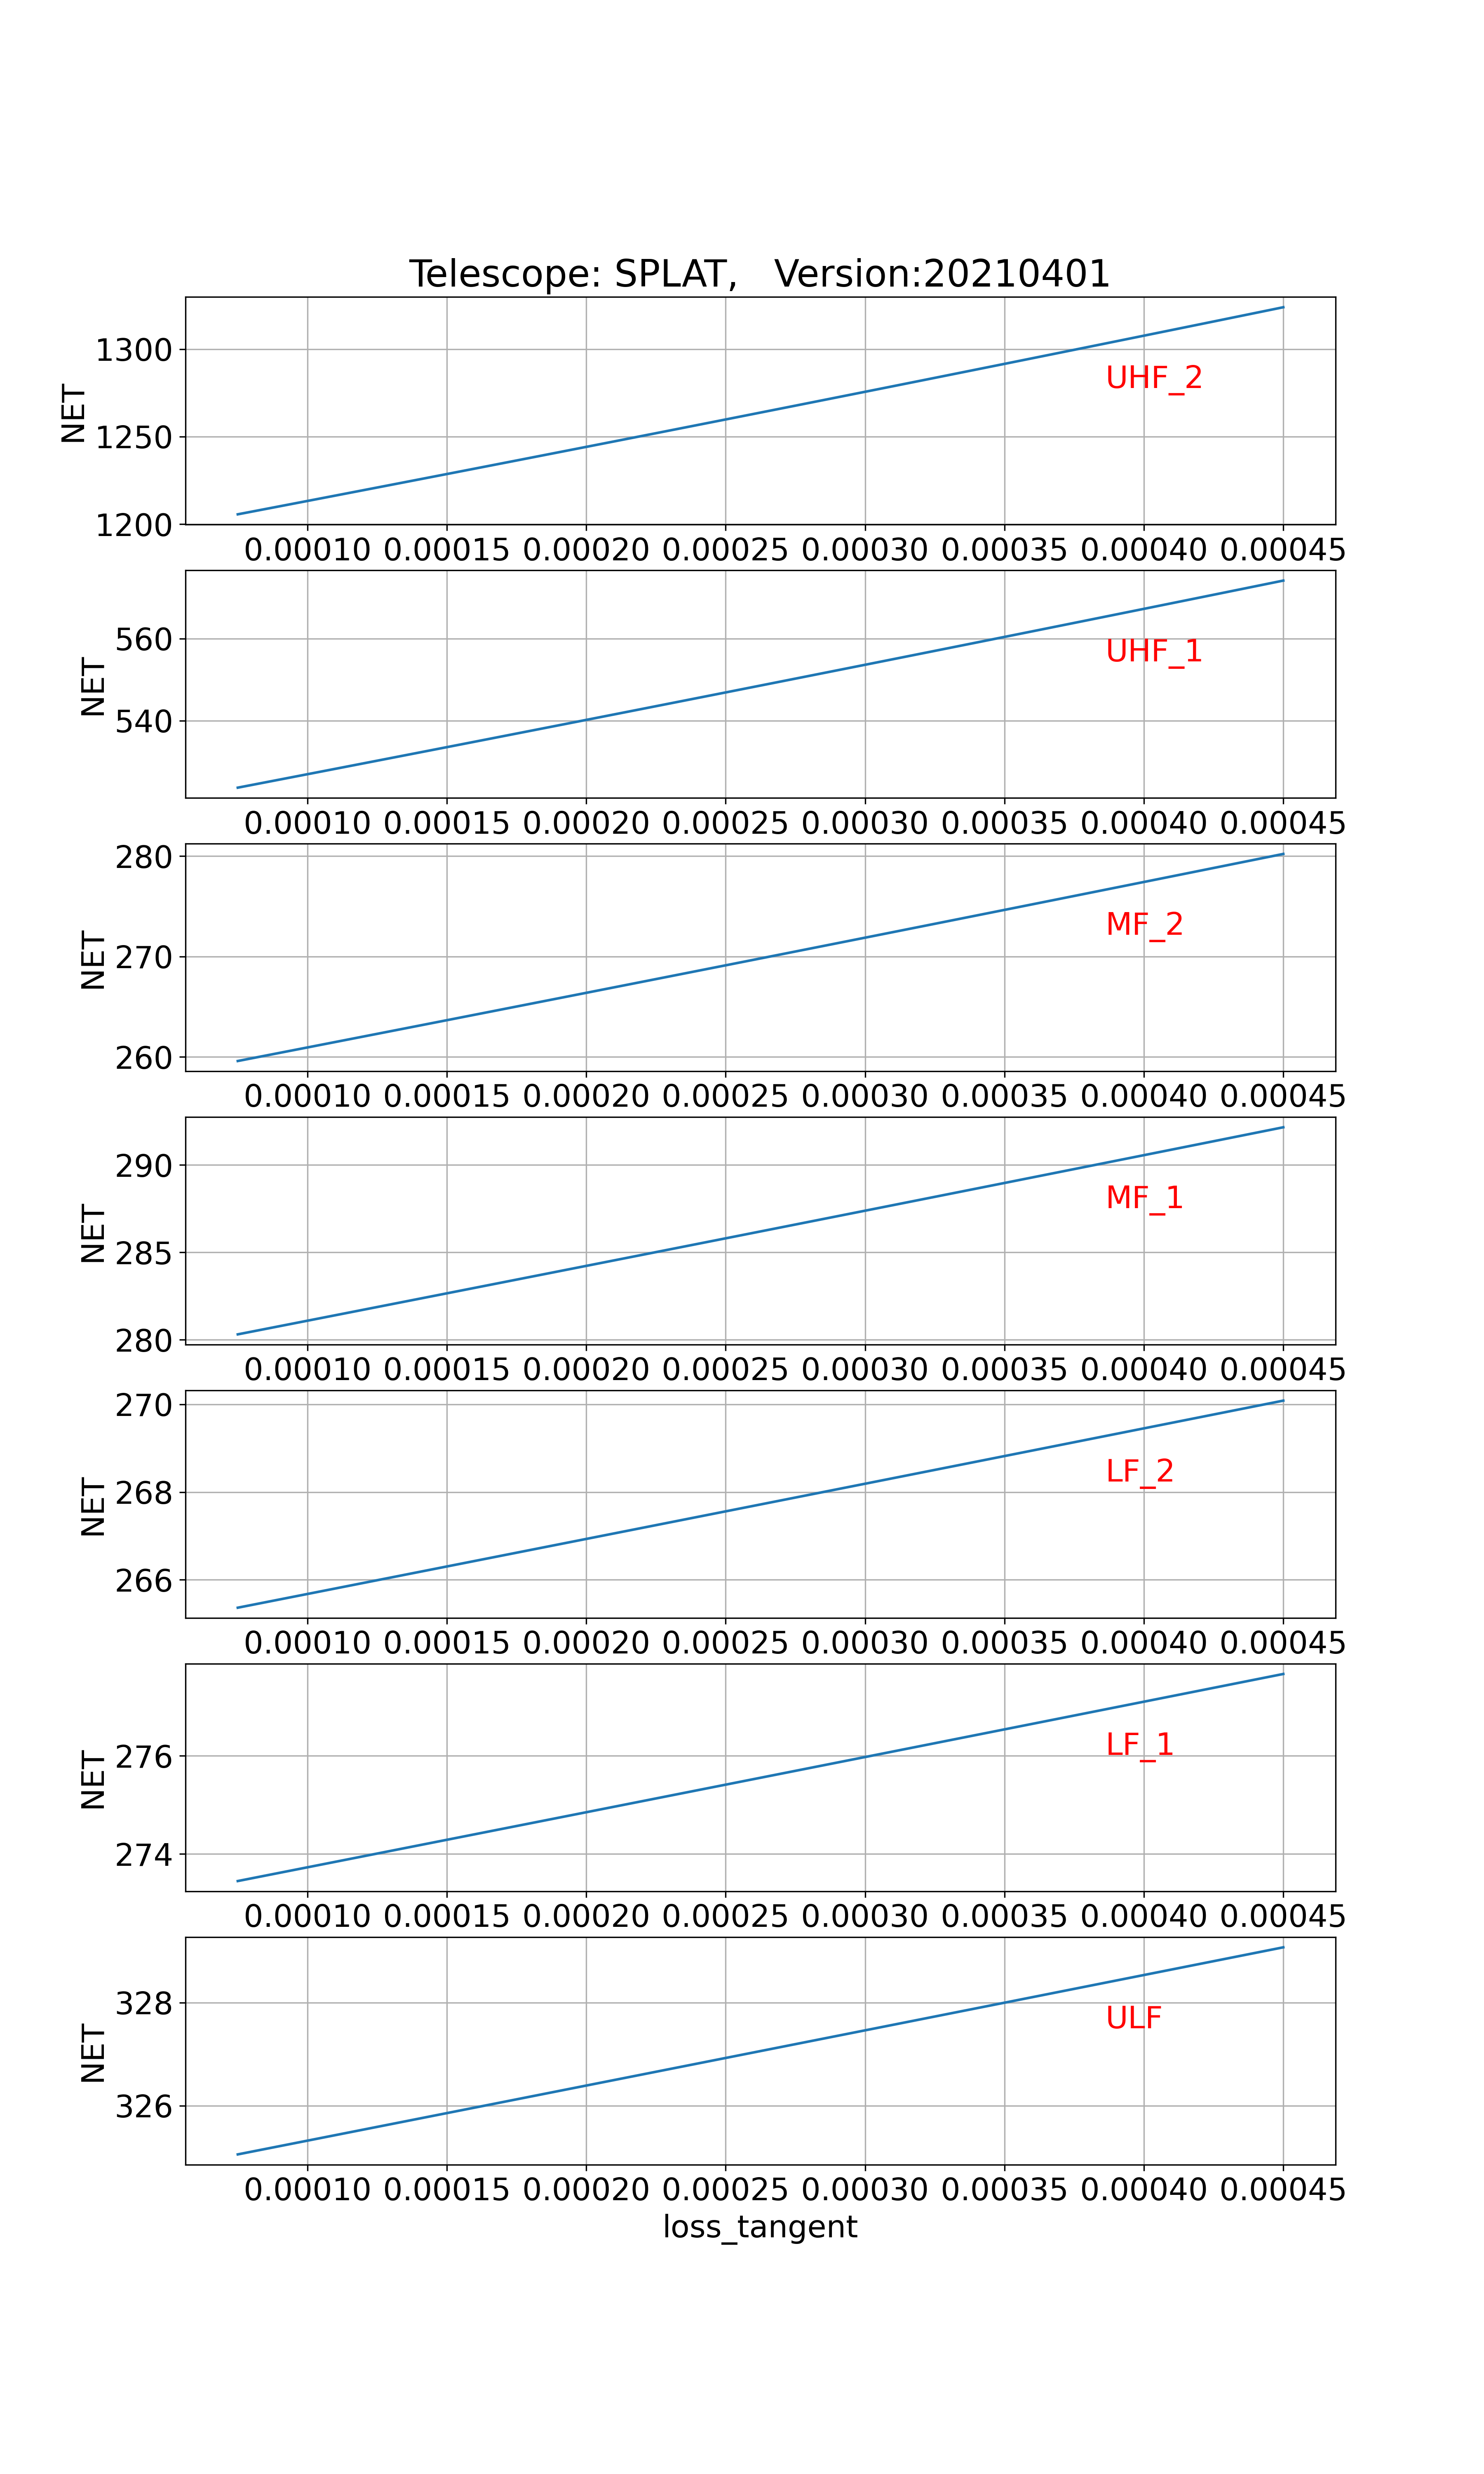 Telescope: SPLAT,   Version:20210401
NET
1300
1250
1200
UHF_2
0.00010 0.00015 0.00020 0.00025 0.00030 0.00035 0.00040 0.00045
NET
560
540
UHF_1
0.00010 0.00015 0.00020 0.00025 0.00030 0.00035 0.00040 0.00045
NET
280
270
260
MF_2
0.00010 0.00015 0.00020 0.00025 0.00030 0.00035 0.00040 0.00045
NET
290
285
280
MF_1
0.00010 0.00015 0.00020 0.00025 0.00030 0.00035 0.00040 0.00045
NET
270
268
266
LF_2
0.00010 0.00015 0.00020 0.00025 0.00030 0.00035 0.00040 0.00045
NET
276
274
LF_1
0.00010 0.00015 0.00020 0.00025 0.00030 0.00035 0.00040 0.00045
NET
328
326
ULF
0.00010 0.00015 0.00020 0.00025 0.00030 0.00035 0.00040 0.00045
loss_tangent